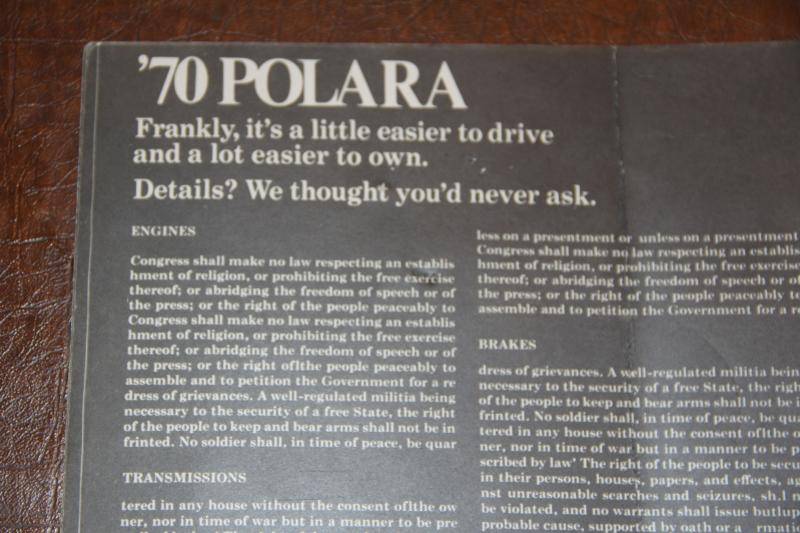 '70 POLARA
Frankly, it's a little easier to drive
and a lot easier to own.
Details? We thought you'd never ask.
ENGINES
Congress shall make no law respecting an establis
hment of religion, or prohibiting the free exercise
thereof; or abridging the freedom of speech or of
the press; or the right of the people peaceably to
Congress shall make no law respecting an establis
hment of religion, or prohibiting the free exercise
thereof; or abridging the freedom of speech or of
the press; or the right oflthe people peaceably to
assemble and to petition the Government for a re
dress of grievances. A well-regulated militia being
necessary to the security of a free State, the right
of the people to keep and bear arms shall not be in
frinted. No soldier shall, in time of peace, be quar
TRANSMISSIONS
tered in any house without the consent oflthe ow
ner, nor in time of war but in a manner to be pre
less on a presentment or unless on a presentment
Congress shall make no law respecting an establis
hment of religion, or prohibiting the free exercise
thereof; or abridging the freedom of speech or of
the press; or the right of the people peaceably to
assemble and to petition the Government for a re
BRAKES
dress of grievances. A well-regulated militia bein
necessary to the security of a free State, the righ
of the people to keep and bear arms shall not be i
frinted. No soldier shall, in time of peace, be qua
tered in any house without the consent oflthe o
ner, nor in time of war but in a manner to be p
scribed by law' The right of the people to be secu
in their persons, houses, papers, and effects, ag
nst unreasonable searches and seizures, sh.l n
be violated, and no warrants shall issue butlup
probable cause, supported by oath or a rmatio